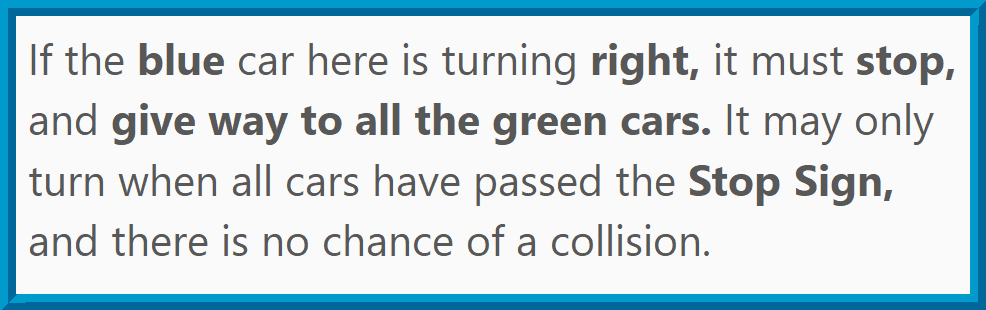 If the blue car here is turning right, it must stop,
and give way to all the green cars. It may only
turn when all cars have passed the Stop Sign,
and there is no chance of a collision.